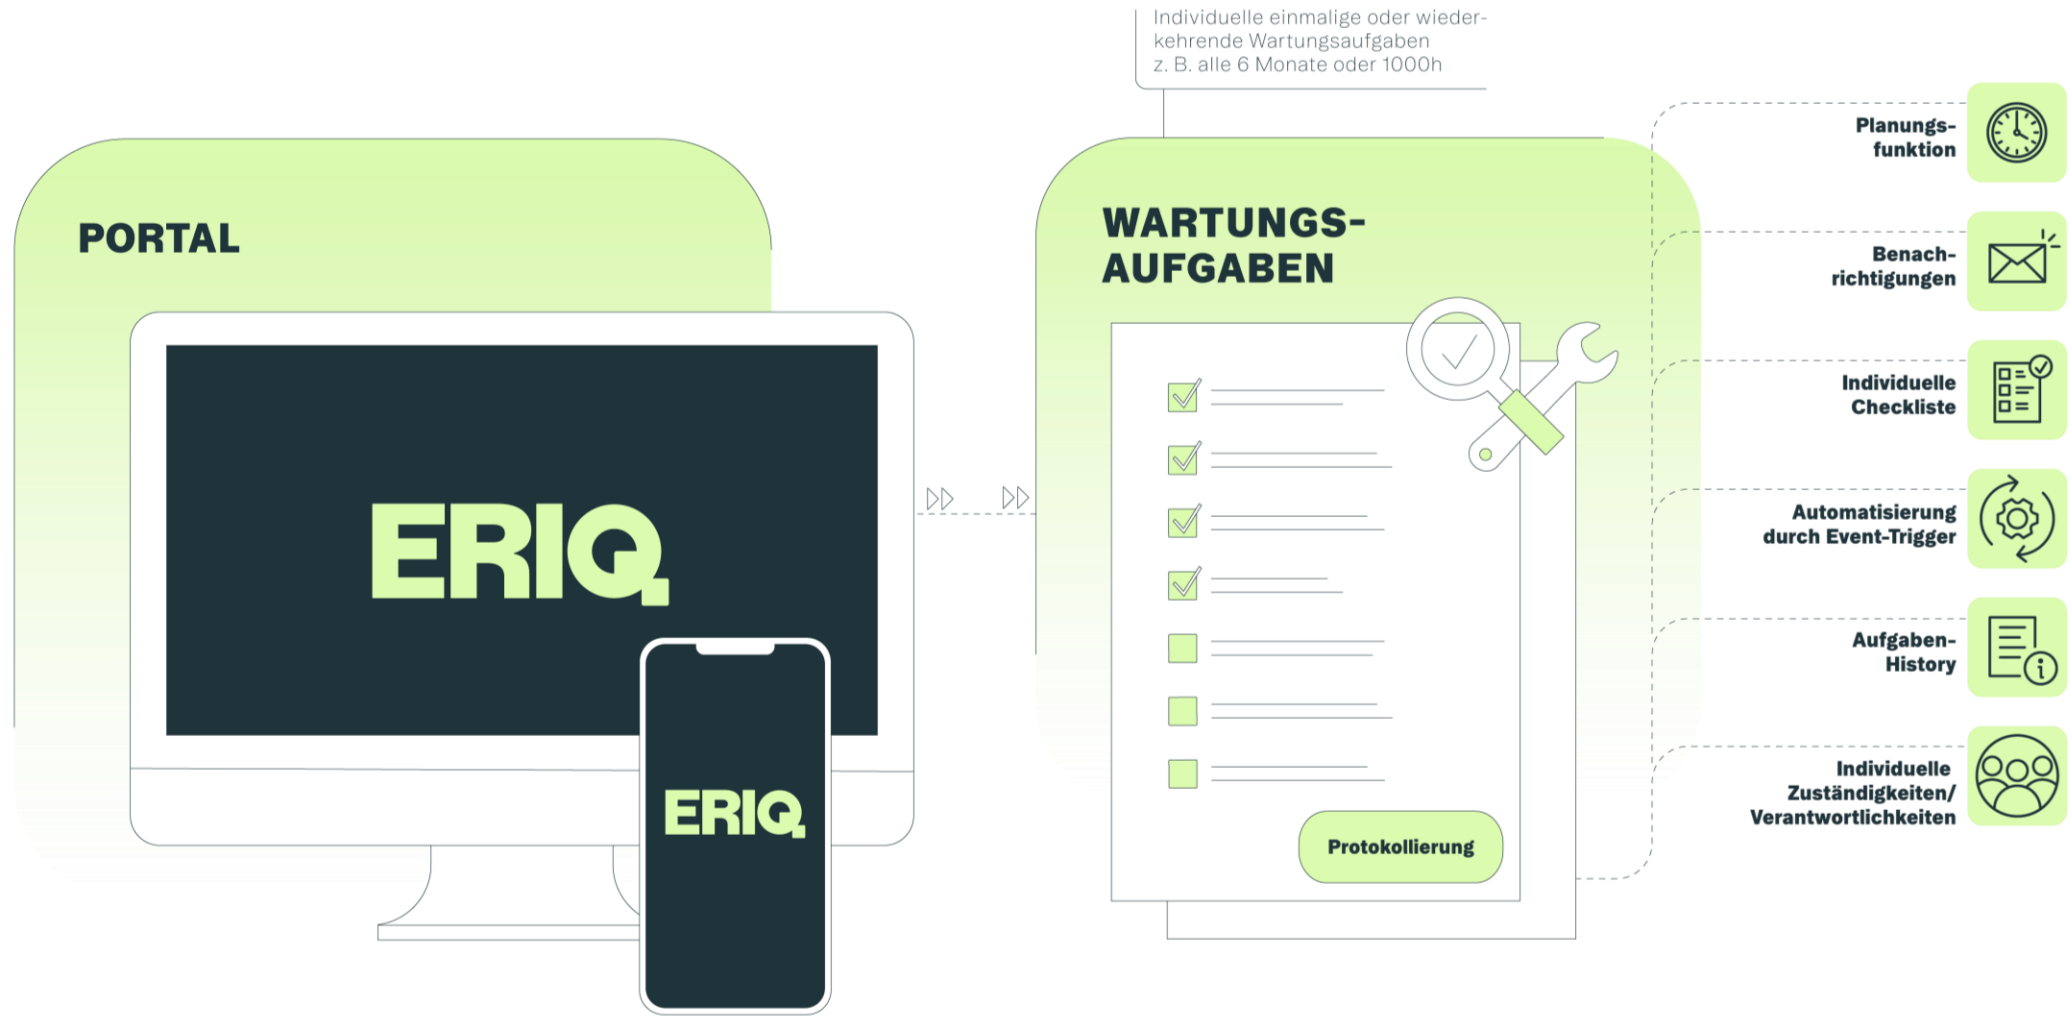 Individuelle einmalige oder wieder-
kehrende Wartungsaufgaben
z. B. alle 6 Monate oder 1000h
PORTAL
ERIQ
ERIQ
WARTUNGS-
AUFGABEN
Protokollierung
Planungs-
funktion
Benach-
richtigungen
Individuelle
Checkliste
Automatisierung
durch Event-Trigger
Aufgaben-
History
Individuelle
Zuständigkeiten/
Verantwortlichkeiten